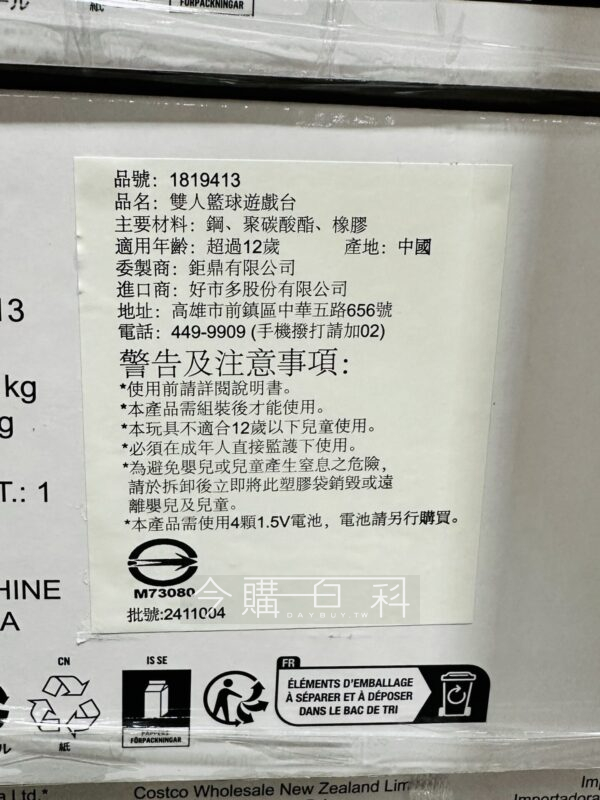 ール
紙
FÖRPACKNINGAR
品號: 1819413
品名: 雙人籃球遊戲台
主要材料: 鋼、聚碳酸酯、橡膠
適用年齡: 超過12歲 產地: 中國
委製商: 鉅鼎有限公司
進口商: 好市多股份有限公司
地址: 高雄市前鎮區中華五路656號
電話: 449-9909 (手機撥打請加02)
警告及注意事項:
*使用前請詳閱說明書。
*本產品需組裝後才能使用。
*本玩具不適合12歲以下兒童使用。
*必須在成年人直接監護下使用。
*為避免嬰兒或兒童產生窒息之危險，
請於拆卸後立即將此塑膠袋銷毀或遠
離嬰兒及兒童。
*本產品需使用4顆1.5V電池，電池請另行購買。
M73080
批號:2411004
今購百科
DAYBUY.TW
13
kg
g
T.: 1
HINE
A
ール
CN
紙
IS SE
PAPPERS
FÖRPACKNINGAR
FR
ÉLÉMENTS D'EMBALLAGE
À SÉPARER ET À DÉPOSER
DANS LE BAC DE TRI
a Ltd.*
Costco Wholesale New Zealand Lim
Imp
Importadora